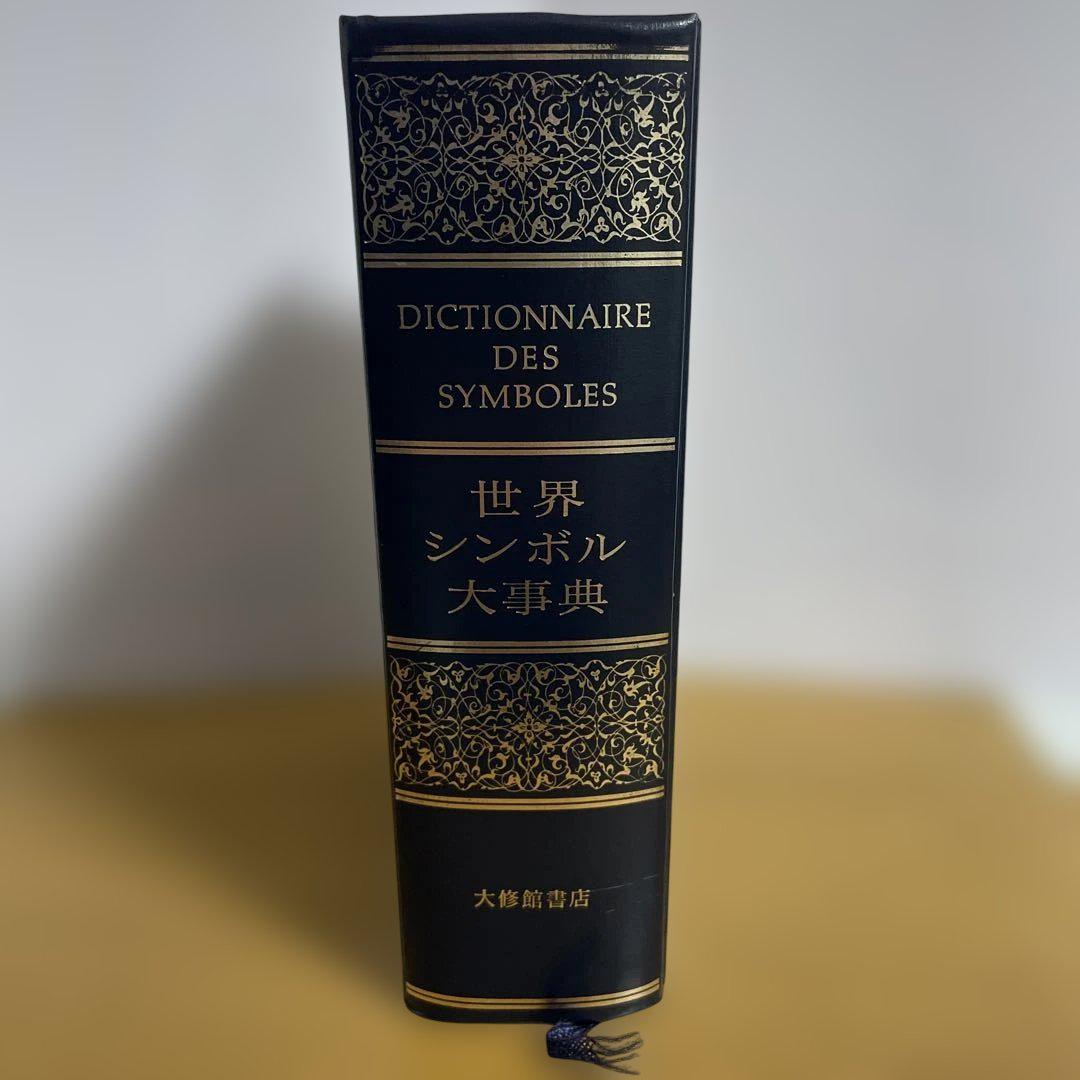 DICTIONNAIRE
DES
SYMBOLES
世界
シンボル
大事典
大修館書店